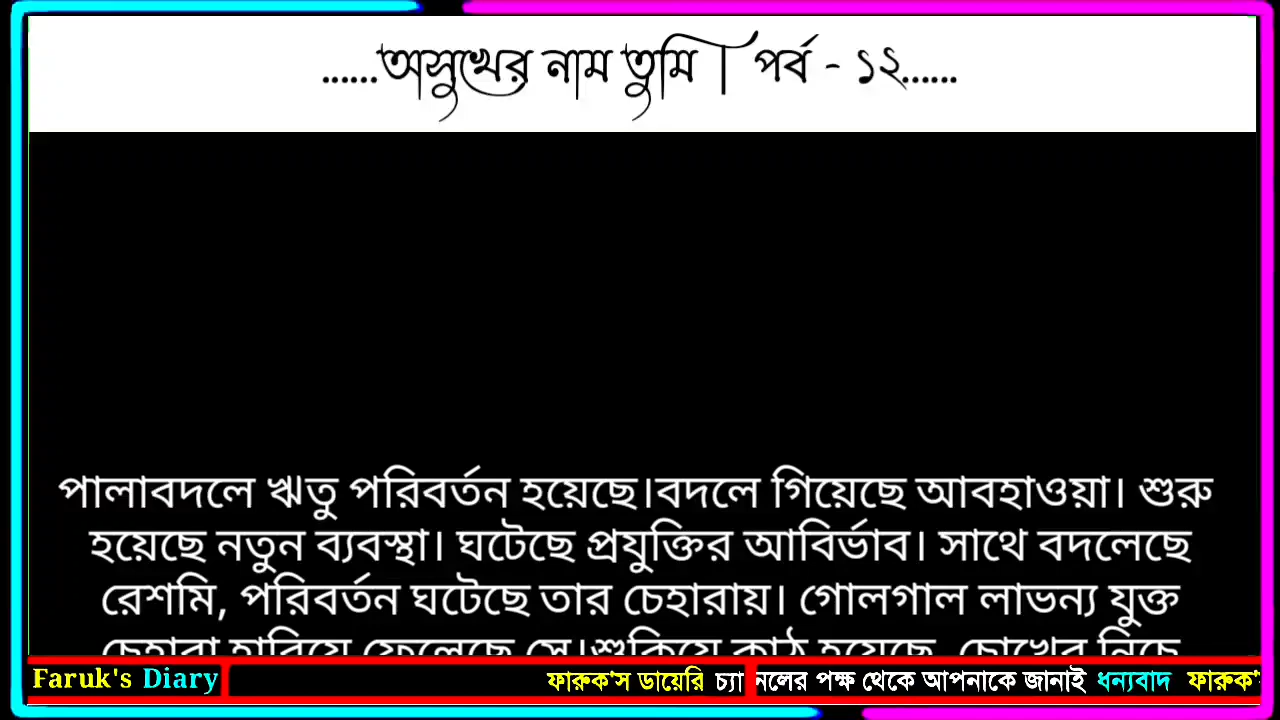 ......অসুখের নাম তুমি | পর্ব - ১২......
পালাবদলে ঋতু পরিবর্তন হয়েছে।বদলে গিয়েছে আবহাওয়া। শুরু
হয়েছে নতুন ব্যবস্থা। ঘটেছে প্রযুক্তির আবির্ভাব। সাথে বদলেছে
রেশমি, পরিবর্তন ঘটেছে তার চেহারায়। গোলগাল লাভন্য যুক্ত
চেহারা হারিয়ে ফেলেছে সে।শুকিয়ে কাঠ হয়েছে, চোখের নিচে
Faruk's Diary ফারুক'স ডায়েরি চ্যানলের পক্ষ থেকে আপনাকে জানাই ধন্যবাদ ফারুক'